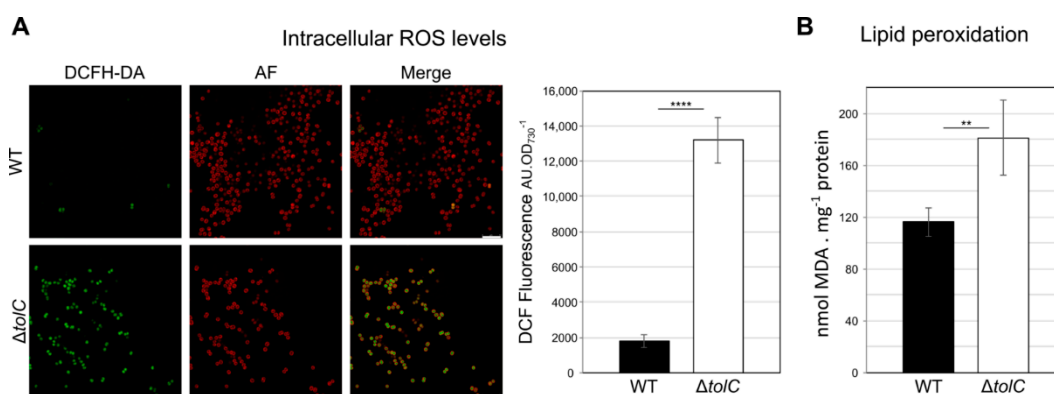 A
Intracellular ROS levels
DCFH-DA
AF
Merge
WT
ΔtolC
DCF Fluorescence AU.OD730-1
16,000
14,000
12,000
10,000
8000
6000
4000
2000
0
****
WT
ΔtolC
B
Lipid peroxidation
nmol MDA . mg-1 protein
200
160
120
80
40
0
**
WT
ΔtolC